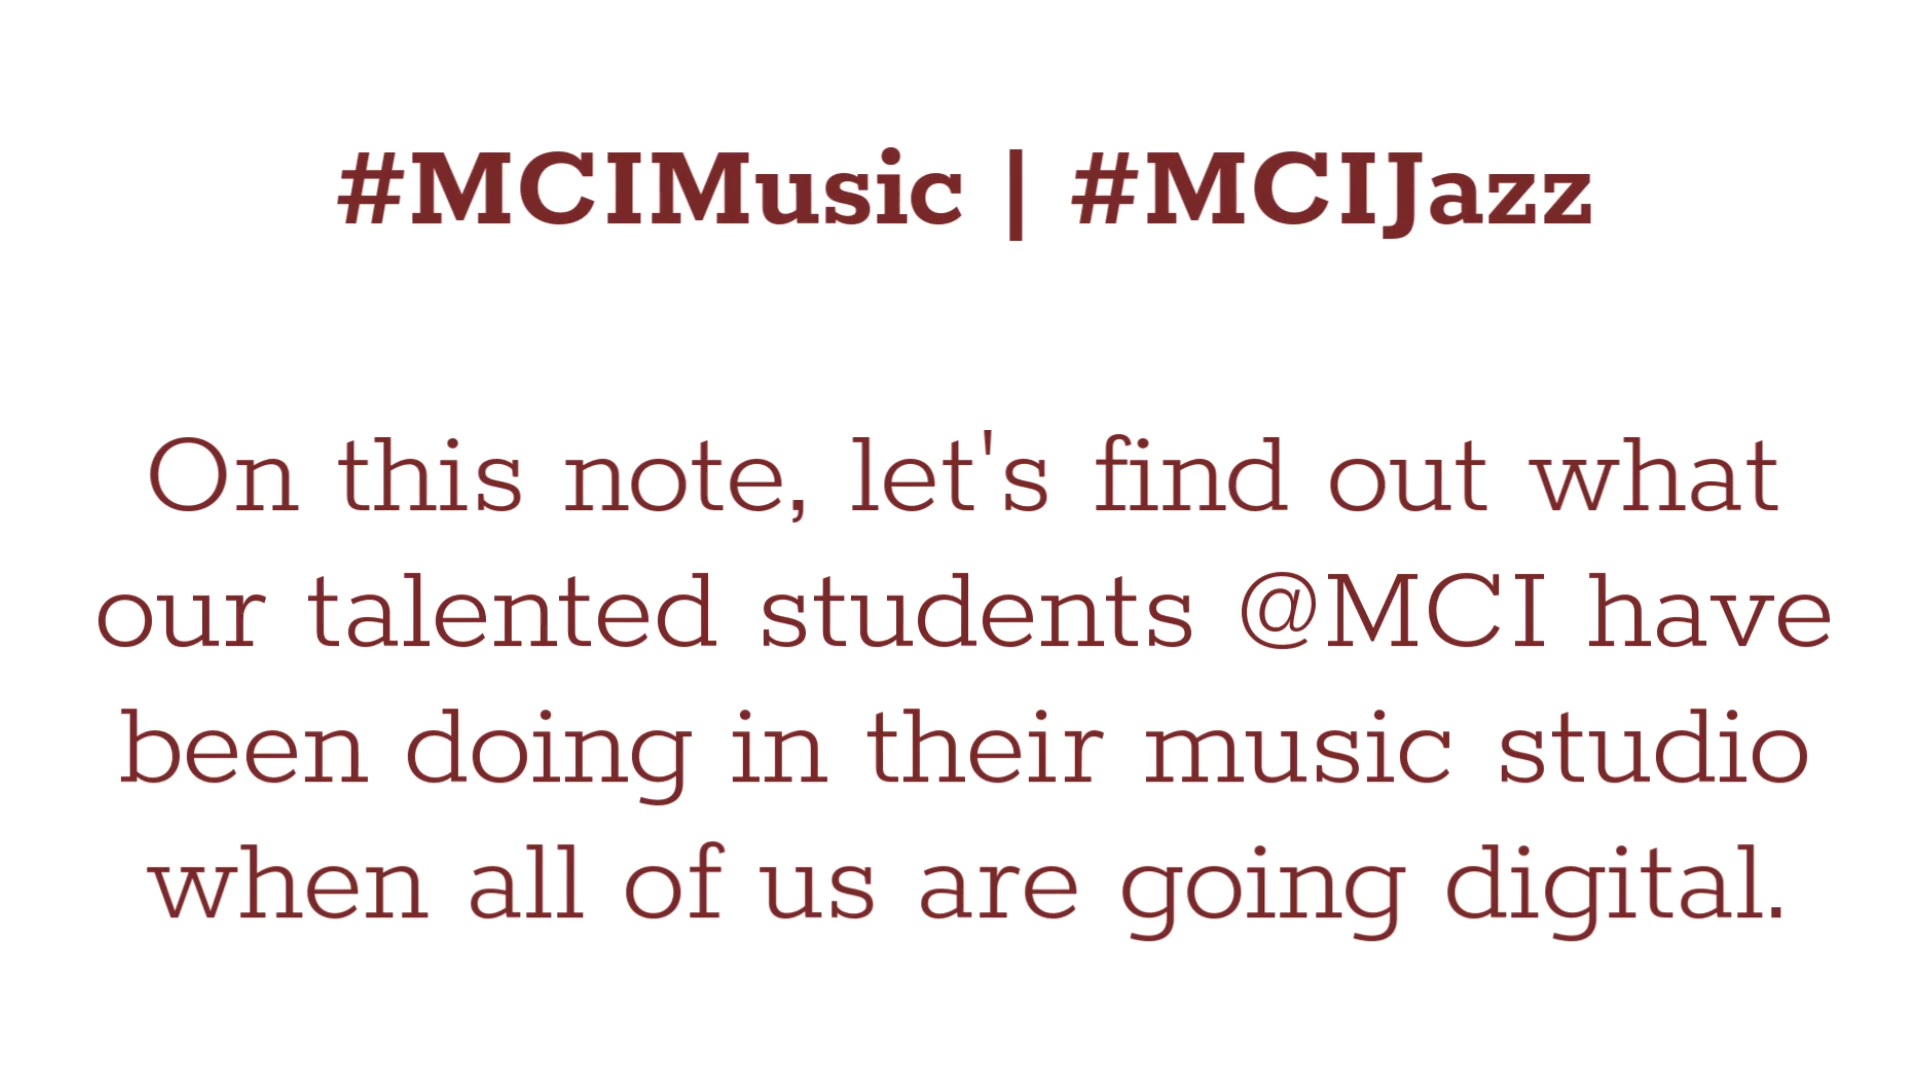 #MCIMusic | #MCIJazz
On this note, let's find out what
our talented students @MCI have
been doing in their music studio
when all of us are going digital.